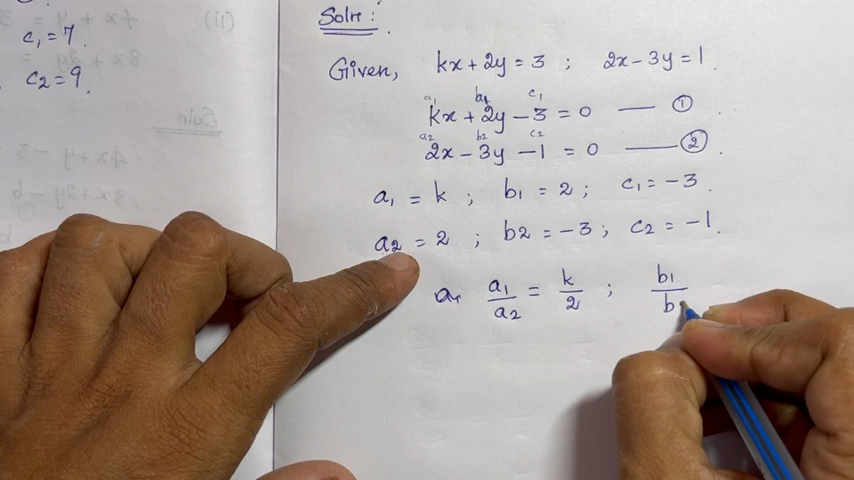 c₁ = 7.
c₂ = 9.
Soln :
Given, kx + 2y = 3 ; 2x - 3y = 1.
a₁ b₁ c₁
kx + 2y - 3 = 0 — ①
a₂ b₂ c₂
2x - 3y - 1 = 0 — ②
a₁ = k ; b₁ = 2 ; c₁ = -3.
a₂ = 2 ; b2 = -3 ; c₂ = -1.
a₁/a₂ = k/2 ; b₁/b